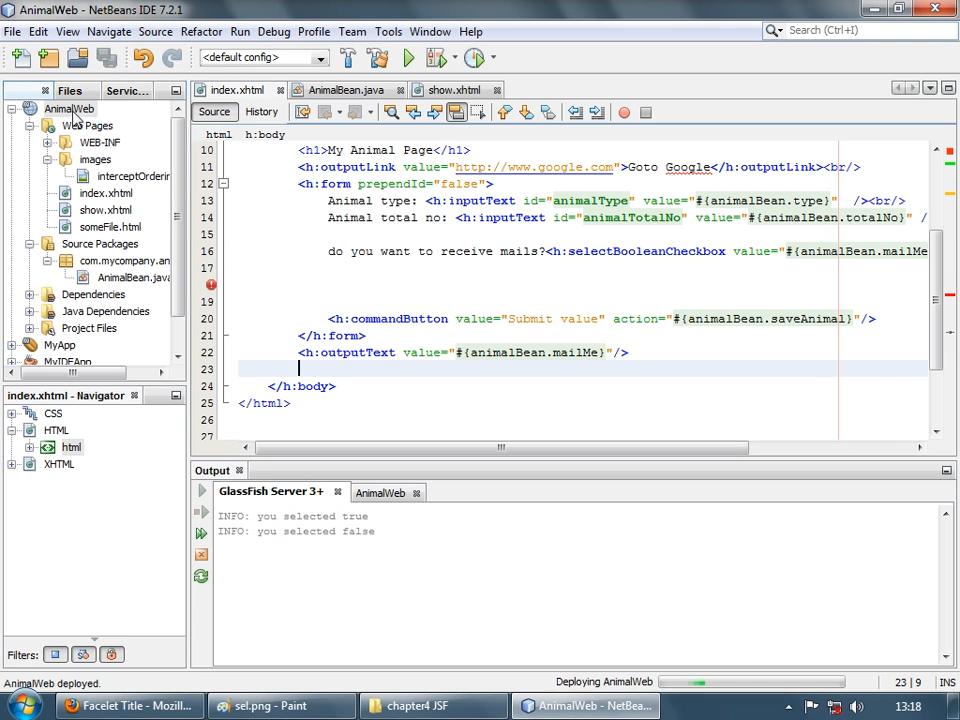 AnimalWeb - NetBeans IDE 7.2.1
File Edit View Navigate Source Refactor Run Debug Profile Team Tools Window Help
Search (Ctrl+I)
<default config>
Files Servic...
index.xhtml AnimalBean.java show.xhtml
Source History
html h:body
AnimalWeb
Web Pages
WEB-INF
images
interceptOrderin
index.xhtml
show.xhtml
someFile.html
Source Packages
com.mycompany.an
AnimalBean.java
Dependencies
Java Dependencies
Project Files
MyApp
MyIDEApp
10 <h1>My Animal Page</h1>
11 <h:outputLink value="http://www.google.com">Goto Google</h:outputLink><br/>
12 <h:form prependId="false">
13 Animal type: <h:inputText id="animalType" value="#{animalBean.type}" /><br/>
14 Animal total no: <h:inputText id="animalTotalNo" value="#{animalBean.totalNo}" /
15
16 do you want to receive mails?<h:selectBooleanCheckbox value="#{animalBean.mailMe
17
19
20 <h:commandButton value="Submit value" action="#{animalBean.saveAnimal}"/>
21 </h:form>
22 <h:outputText value="#{animalBean.mailMe}"/>
23
24 </h:body>
25 </html>
26
27
index.xhtml - Navigator
CSS
HTML
html
XHTML
Filters:
Output
GlassFish Server 3+ AnimalWeb
INFO: you selected true
INFO: you selected false
AnimalWeb deployed.
Deploying AnimalWeb
23 | 9 INS
Facelet Title - Mozill...
sel.png - Paint
chapter4 JSF
AnimalWeb - NetBea...
13:18